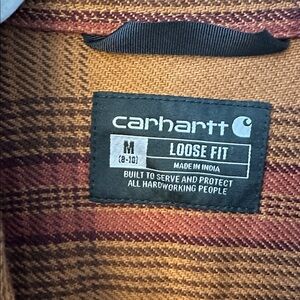 carhartt
M
(8-10)
LOOSE FIT
MADE IN INDIA
BUILT TO SERVE AND PROTECT
ALL HARDWORKING PEOPLE